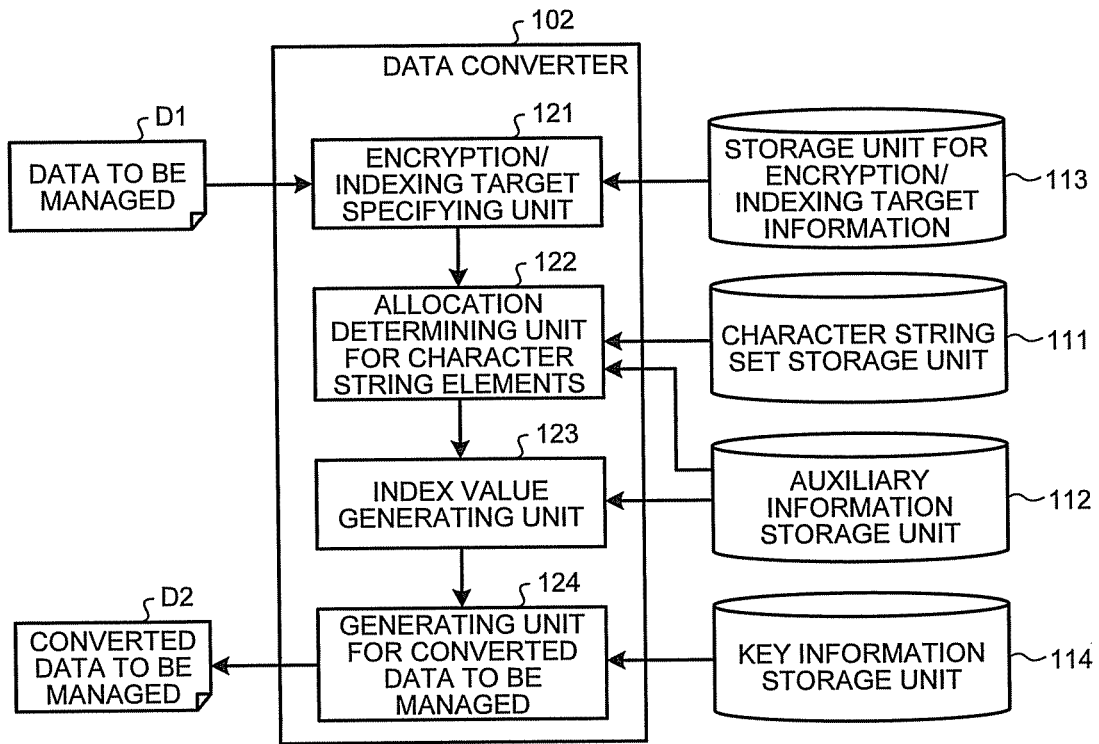 102
DATA CONVERTER
D1
DATA TO BE
MANAGED
121
ENCRYPTION/
INDEXING TARGET
SPECIFYING UNIT
STORAGE UNIT FOR
ENCRYPTION/
INDEXING TARGET
INFORMATION
113
122
ALLOCATION
DETERMINING UNIT
FOR CHARACTER
STRING ELEMENTS
CHARACTER STRING
SET STORAGE UNIT
111
123
INDEX VALUE
GENERATING UNIT
AUXILIARY
INFORMATION
STORAGE UNIT
112
D2
CONVERTED
DATA TO BE
MANAGED
124
GENERATING UNIT
FOR CONVERTED
DATA TO BE
MANAGED
KEY INFORMATION
STORAGE UNIT
114